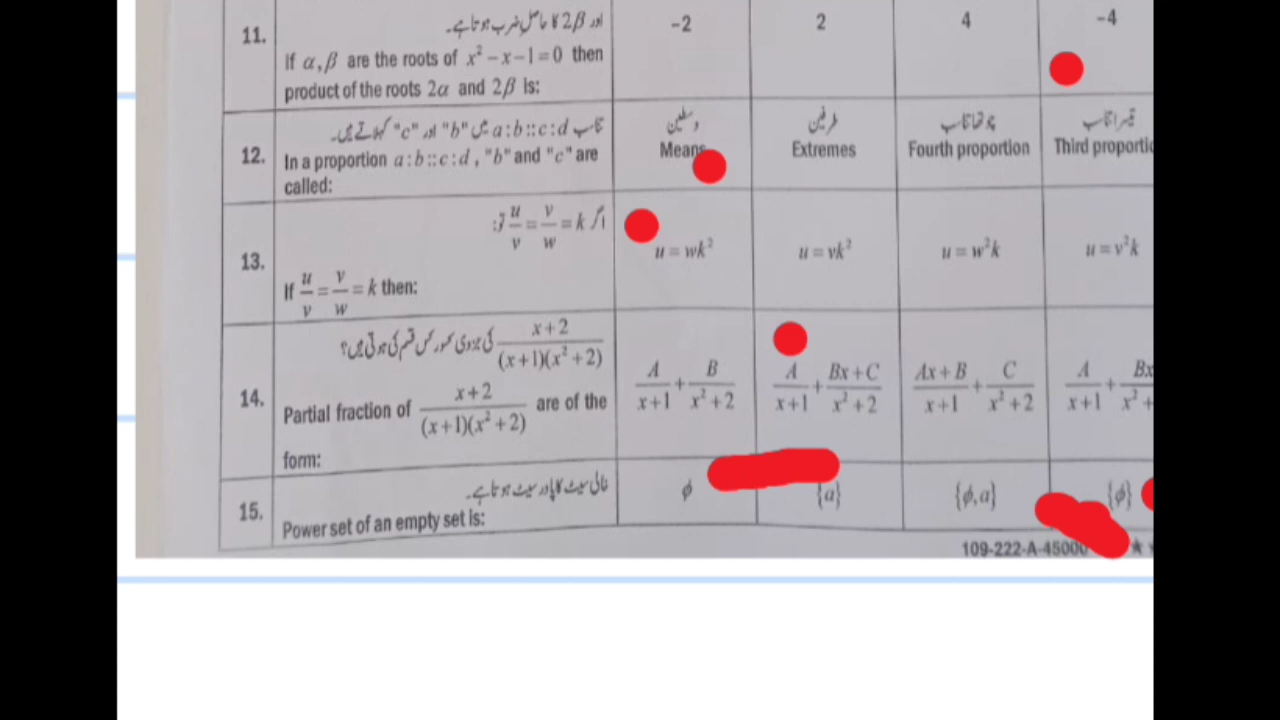 11.
اور 2β کا حاصل ضرب ہوتا ہے۔
If α, β are the roots of x² − x − 1 = 0 then
product of the roots 2α and 2β is:
−2
2
4
−4
12.
تناسب a : b :: c : d میں "b" اور "c" کہلاتے ہیں۔
In a proportion a : b :: c : d , "b" and "c" are
called:
وسطین
Means
طرفین
Extremes
چوتھا تناسب
Fourth proportion
تیسرا تناسب
Third proportio
13.
اگر u/v = v/w = k تو:
If u/v = v/w = k then:
u = wk²
u = vk²
u = w²k
u = v²k
14.
x+2/(x+1)(x²+2) کی جزوی کسور کس قسم کی ہوتی ہیں؟
Partial fraction of x+2/(x+1)(x²+2) are of the
form:
A/x+1 + B/x²+2
A/x+1 + Bx+C/x²+2
Ax+B/x+1 + C/x²+2
A/x+1 + Bx/x²+
15.
خالی سیٹ کا پاور سیٹ ہوتا ہے۔
Power set of an empty set is:
ϕ
{a}
{ϕ, a}
{ϕ}
109-222-A-45000 ★